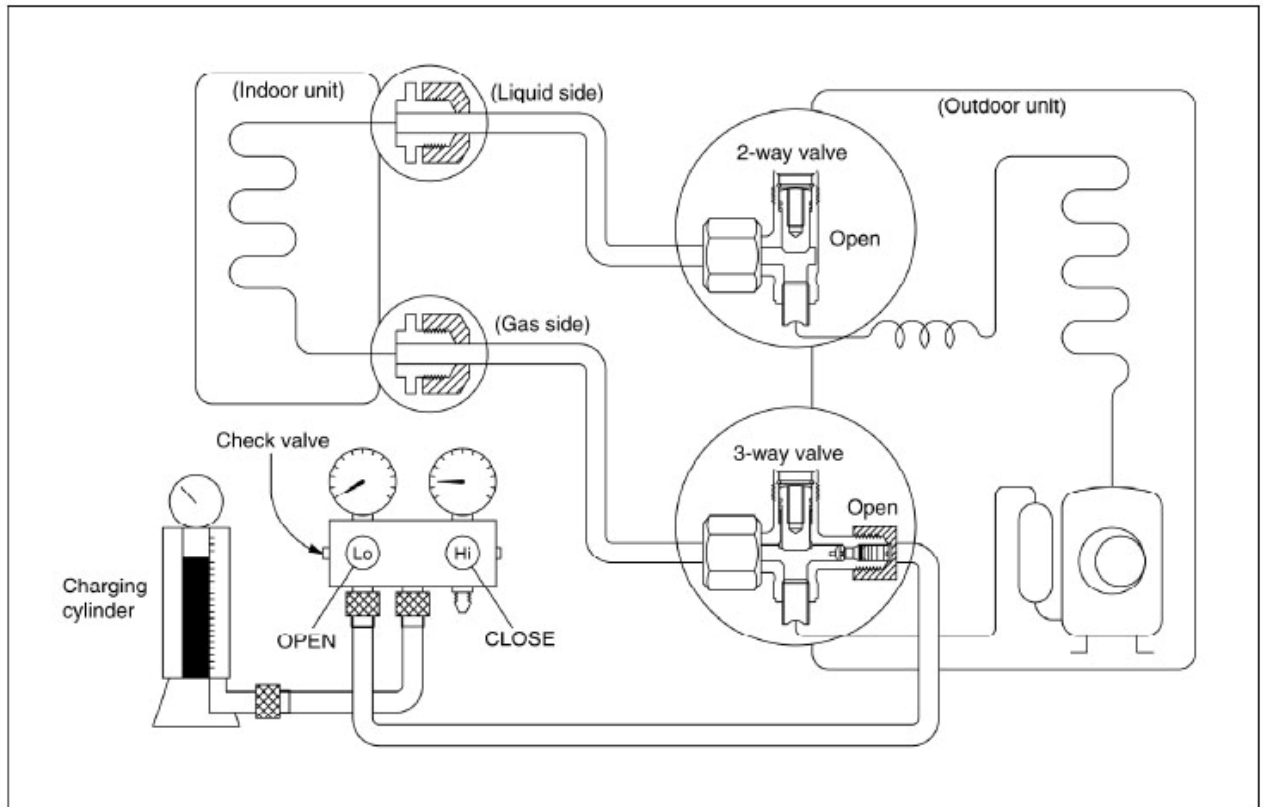 (Indoor unit)
(Liquid side)
(Outdoor unit)
2-way valve
Open
(Gas side)
Check valve
3-way valve
Open
Lo
Hi
Charging
cylinder
OPEN
CLOSE